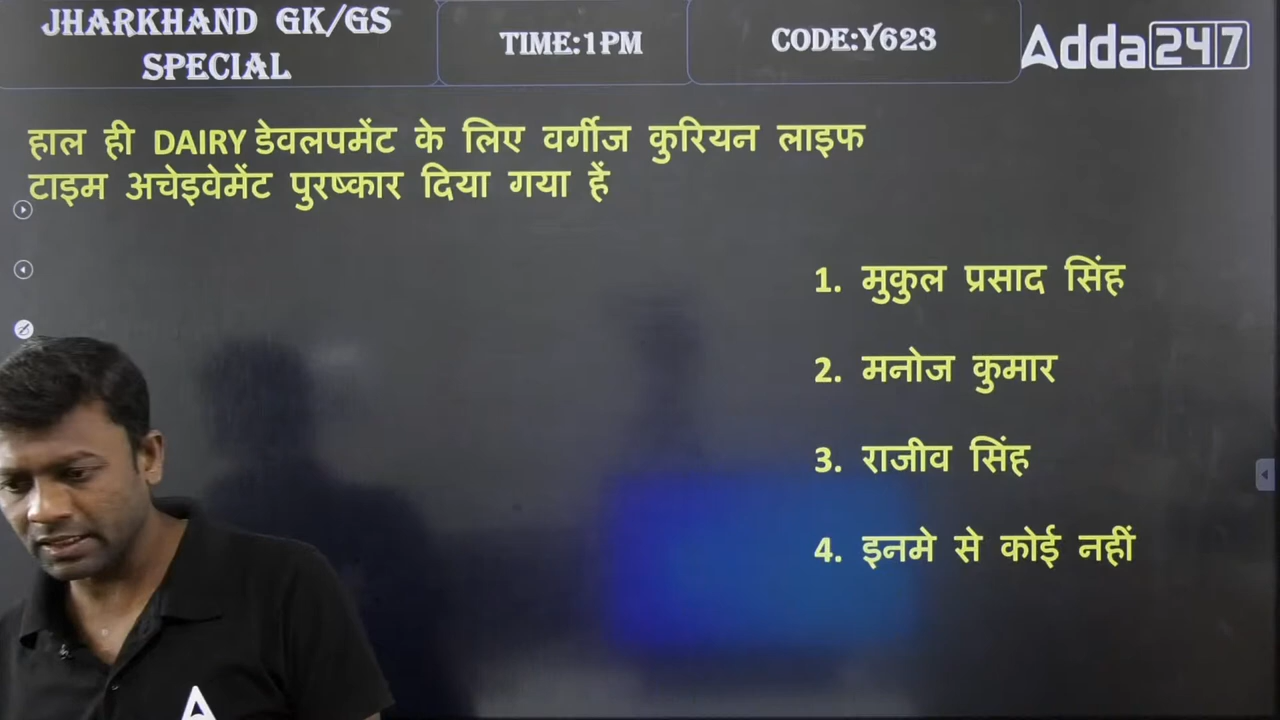 JHARKHAND GK/GS
SPECIAL
TIME:1PM
CODE:Y623
Adda247
हाल ही DAIRY डेवलपमेंट के लिए वर्गीज कुरियन लाइफ
टाइम अचेइवेमेंट पुरष्कार दिया गया हें
1. मुकुल प्रसाद सिंह
2. मनोज कुमार
3. राजीव सिंह
4. इनमे से कोई नहीं